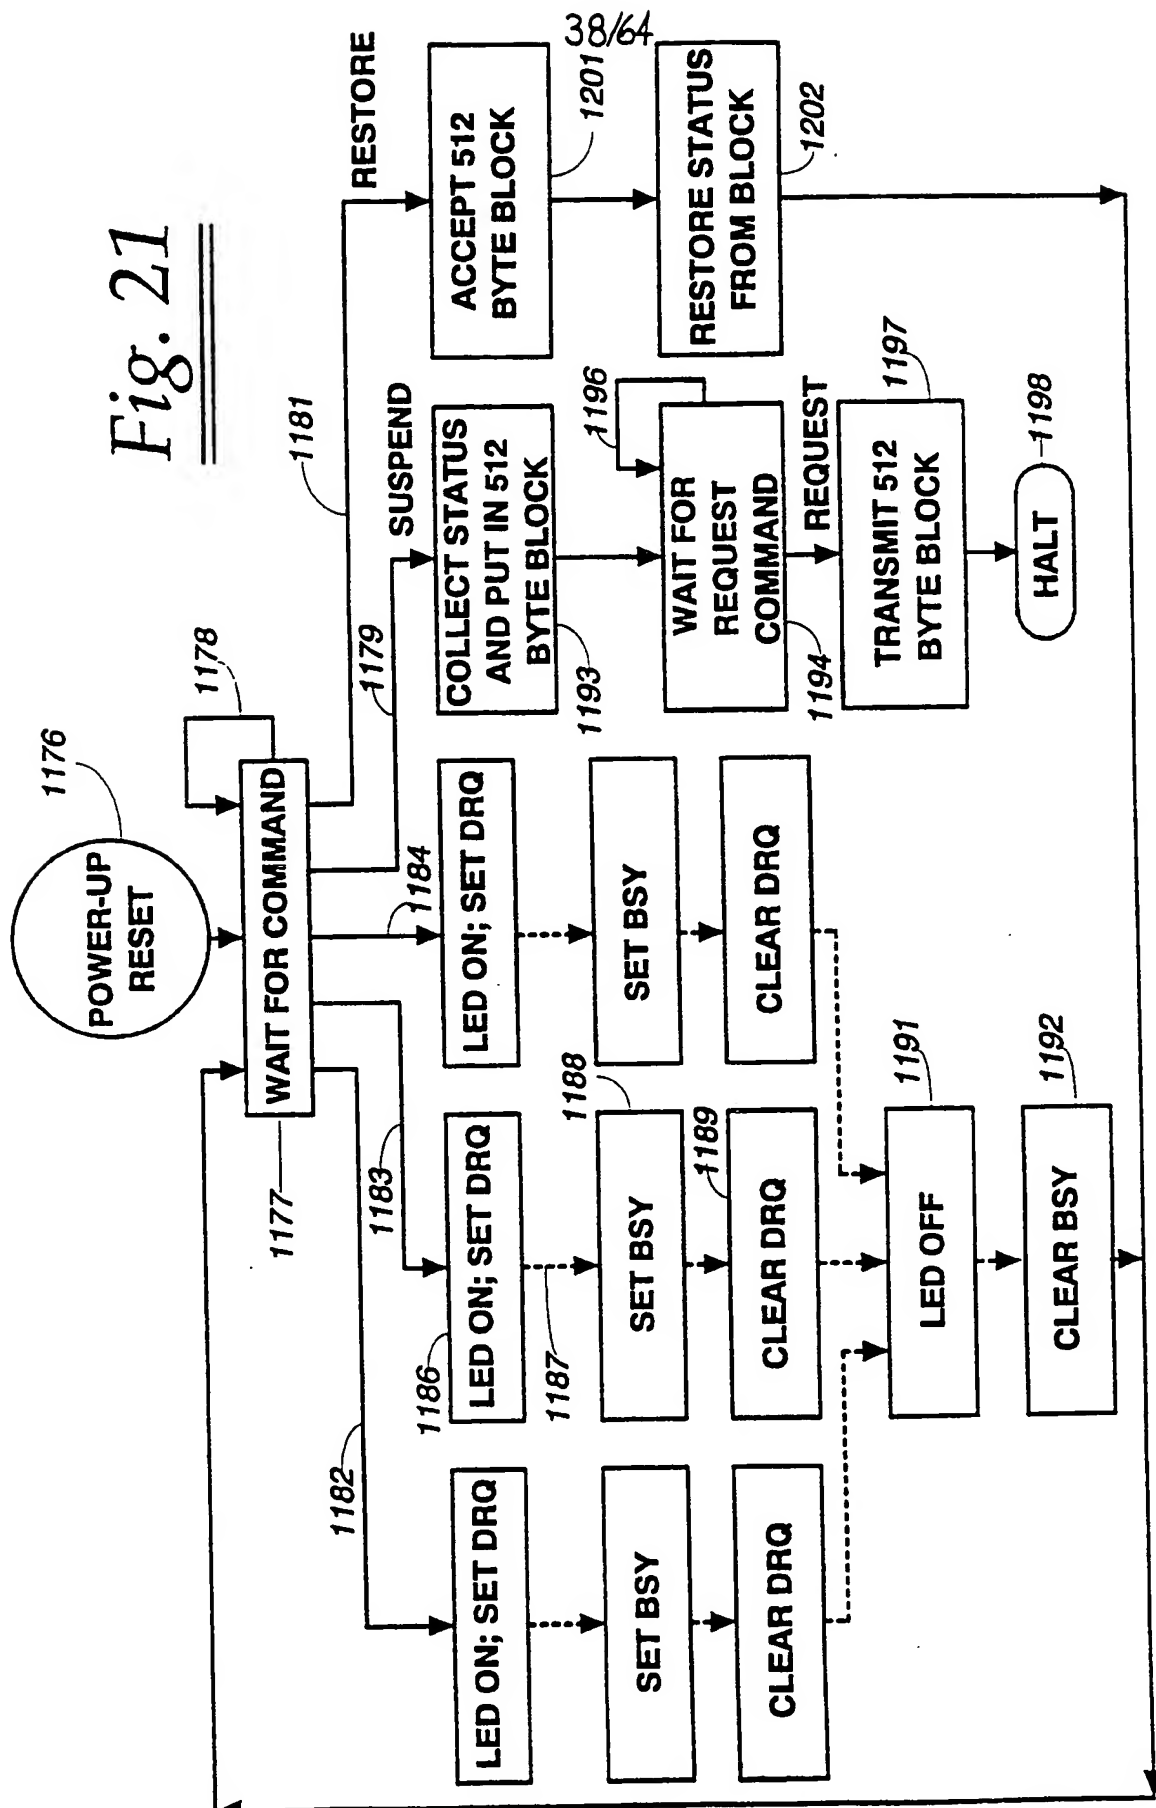 38/64
Fig. 21
1176
POWER-UP
RESET
1178
WAIT FOR COMMAND
1177
1181
RESTORE
1179
SUSPEND
1184
1183
1182
ACCEPT 512
BYTE BLOCK
1201
RESTORE STATUS
FROM BLOCK
1202
COLLECT STATUS
AND PUT IN 512
BYTE BLOCK
1193
1196
WAIT FOR
REQUEST
COMMAND
1194
REQUEST
TRANSMIT 512
BYTE BLOCK
1197
HALT
1198
LED ON; SET DRQ
SET BSY
CLEAR DRQ
1186
LED ON; SET DRQ
1187
1188
SET BSY
1189
CLEAR DRQ
LED ON; SET DRQ
SET BSY
CLEAR DRQ
1191
LED OFF
1192
CLEAR BSY